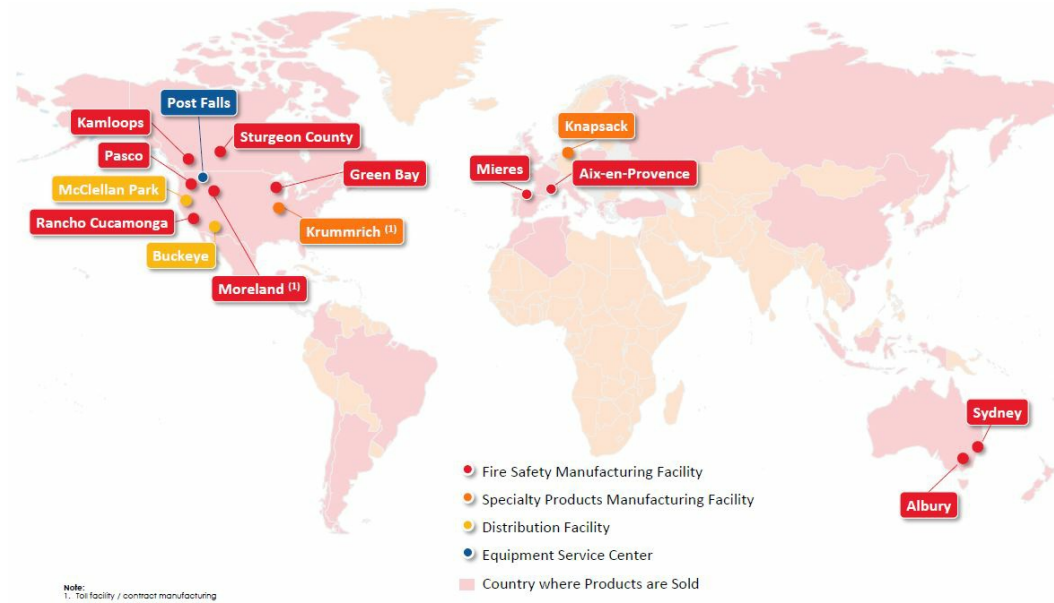 Post Falls
Kamloops
Sturgeon County
Pasco
Green Bay
McClellan Park
Rancho Cucamonga
Krummrich (1)
Buckeye
Moreland (1)
Knapsack
Mieres
Aix-en-Provence
Sydney
Albury
Fire Safety Manufacturing Facility
Specialty Products Manufacturing Facility
Distribution Facility
Equipment Service Center
Country where Products are Sold
Note:
1. Toll facility / contract manufacturing